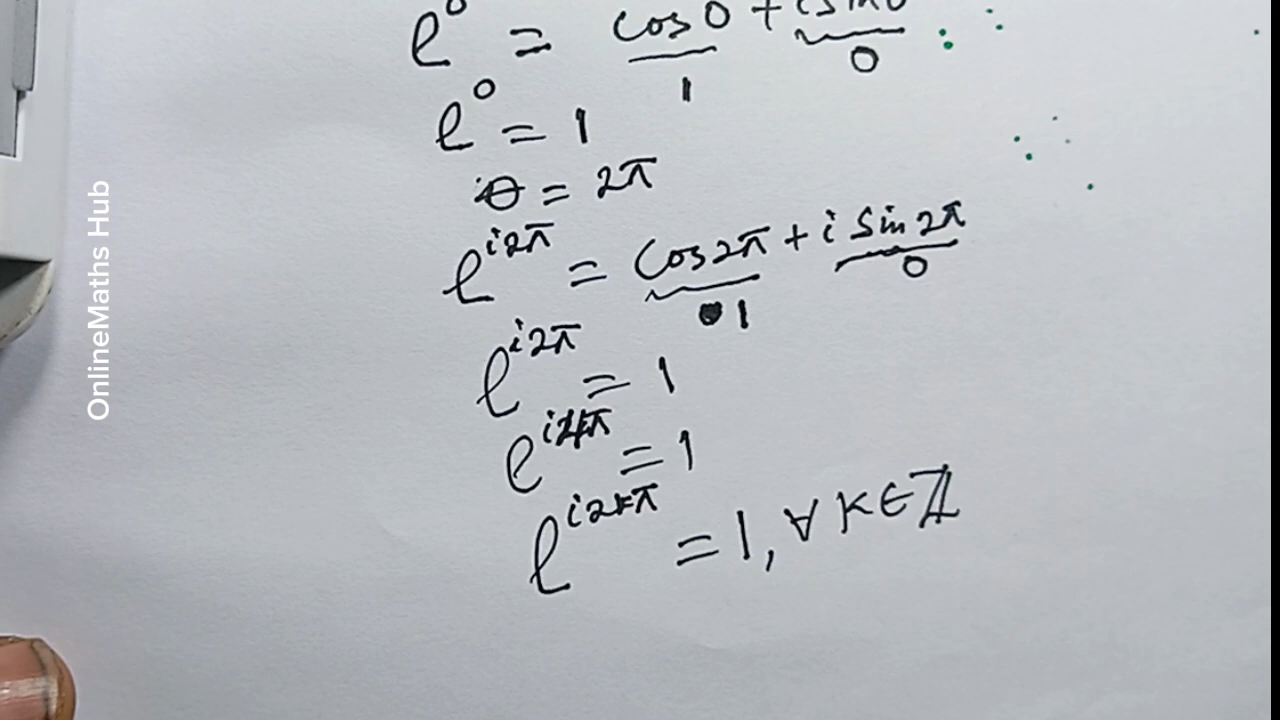 e^0 = cos0 + i sin0
1 0
e^0 = 1
iθ = 2π
e^{i2π} = cos2π + i sin2π
1 0
e^{i2π} = 1
e^{i4π} = 1
e^{i2kπ} = 1, ∀ K∈ℤ
OnlineMaths Hub